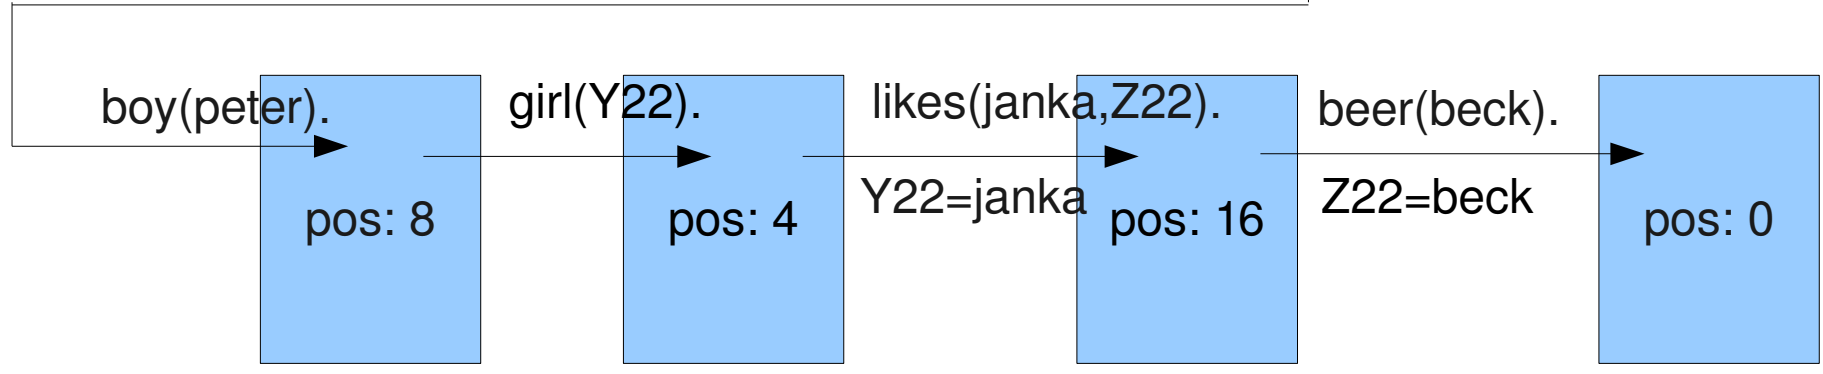 boy(peter).
girl(Y22).
likes(janka,Z22).
beer(beck).
Y22=janka
Z22=beck
pos: 8
pos: 4
pos: 16
pos: 0